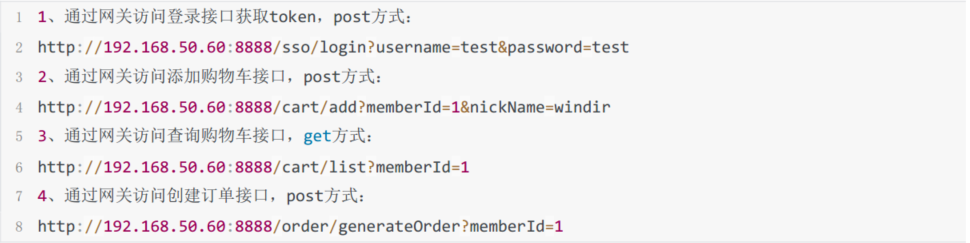 1 1、通过网关访问登录接口获取token，post方式：
2 http://192.168.50.60:8888/sso/login?username=test&password=test
3 2、通过网关访问添加购物车接口，post方式：
4 http://192.168.50.60:8888/cart/add?memberId=1&nickName=windir
5 3、通过网关访问查询购物车接口，get方式：
6 http://192.168.50.60:8888/cart/list?memberId=1
7 4、通过网关访问创建订单接口，post方式：
8 http://192.168.50.60:8888/order/generateOrder?memberId=1